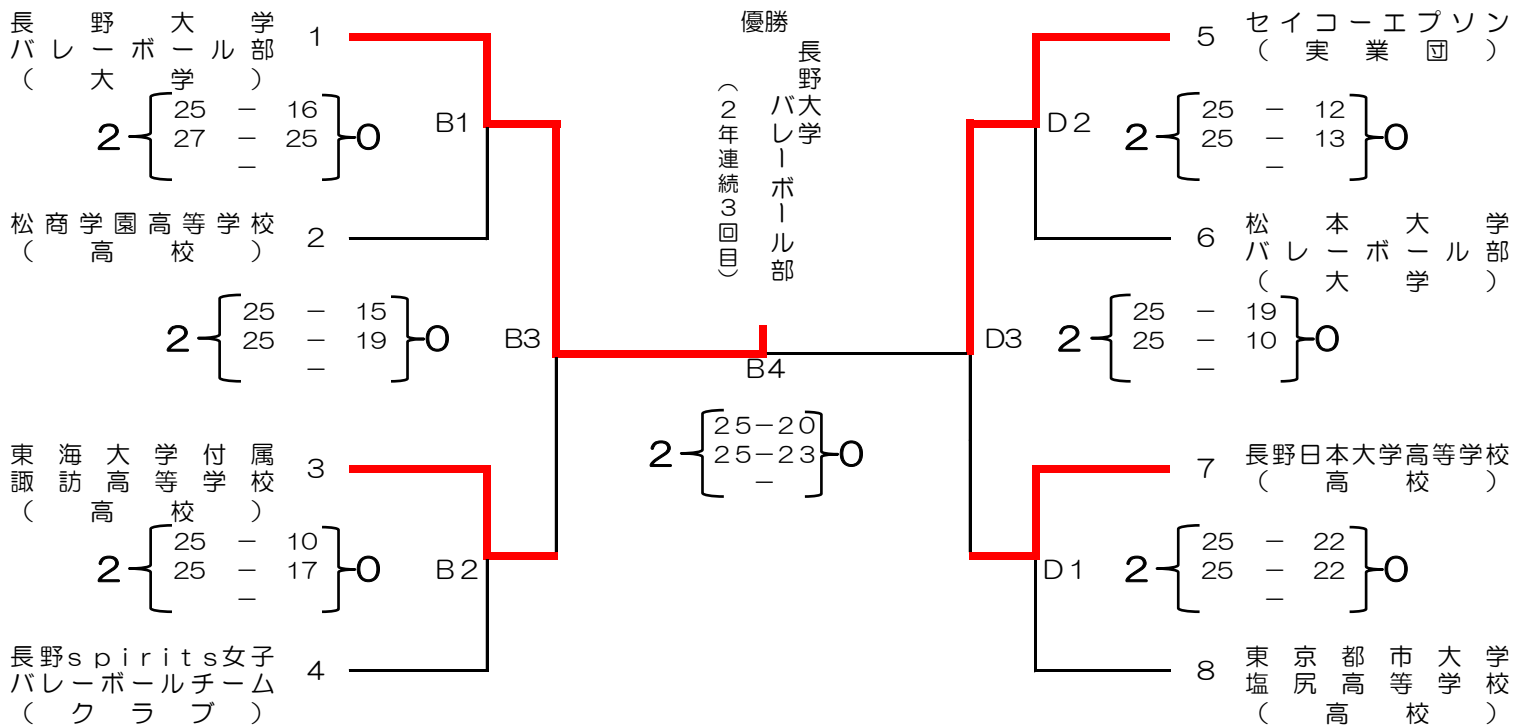 長野大学
バレーボール部
（大学）
1
2
25 － 16
27 － 25
－
0
B1
松商学園高等学校
（高校）
2
2
25 － 15
25 － 19
－
0
B3
東海大学付属
諏訪高等学校
（高校）
3
2
25 － 10
25 － 17
－
0
B2
長野spirits女子
バレーボールチーム
（クラブ）
4
優勝
長野大学
バレーボール部
（２年連続３回目）
B4
2
25－20
25－23
－
0
5
セイコーエプソン
（実業団）
D2
2
25 － 12
25 － 13
－
0
6
松本大学
バレーボール部
（大学）
D3
2
25 － 19
25 － 10
－
0
7
長野日本大学高等学校
（高校）
D1
2
25 － 22
25 － 22
－
0
8
東京都市大学
塩尻高等学校
（高校）